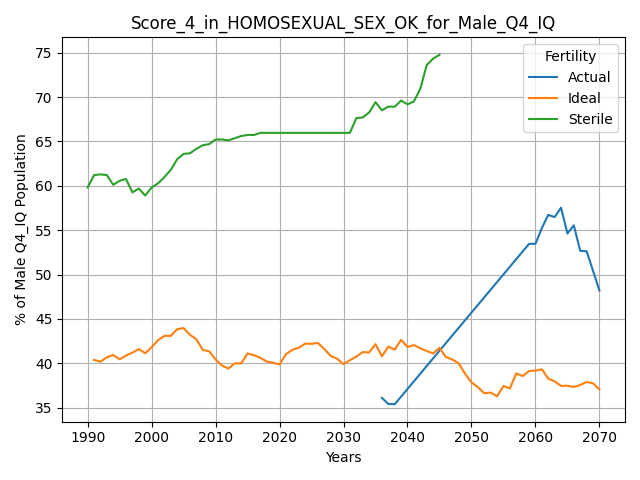 Score_4_in_HOMOSEXUAL_SEX_OK_for_Male_Q4_IQ
% of Male Q4_IQ Population
75
70
65
60
55
50
45
40
35
Fertility
Actual
Ideal
Sterile
1990 2000 2010 2020 2030 2040 2050 2060 2070
Years